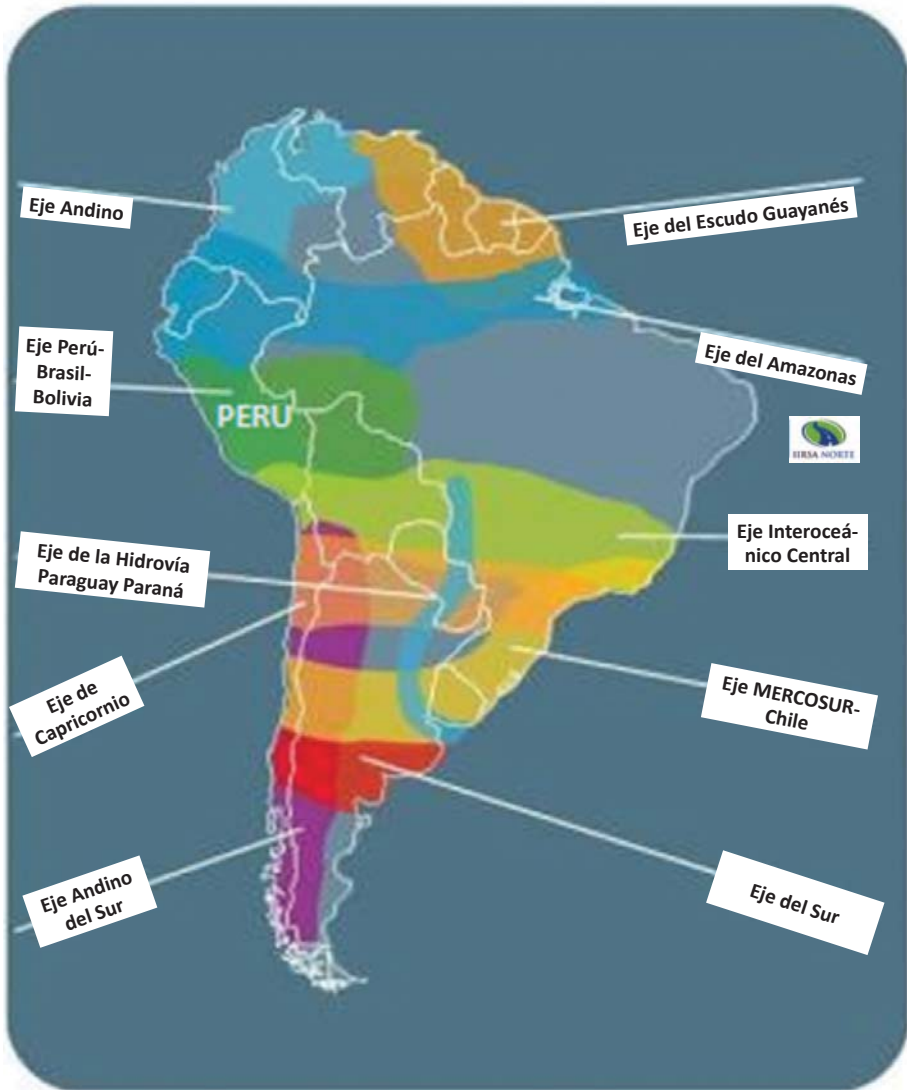 Eje Andino
Eje del Escudo Guayanés
Eje Perú-
Brasil-
Bolivia
Eje del Amazonas
PERU
IIRSA NORTE
Eje Interoceá-
nico Central
Eje de la Hidrovía
Paraguay Paraná
Eje de
Capricornio
Eje MERCOSUR-
Chile
Eje Andino
del Sur
Eje del Sur